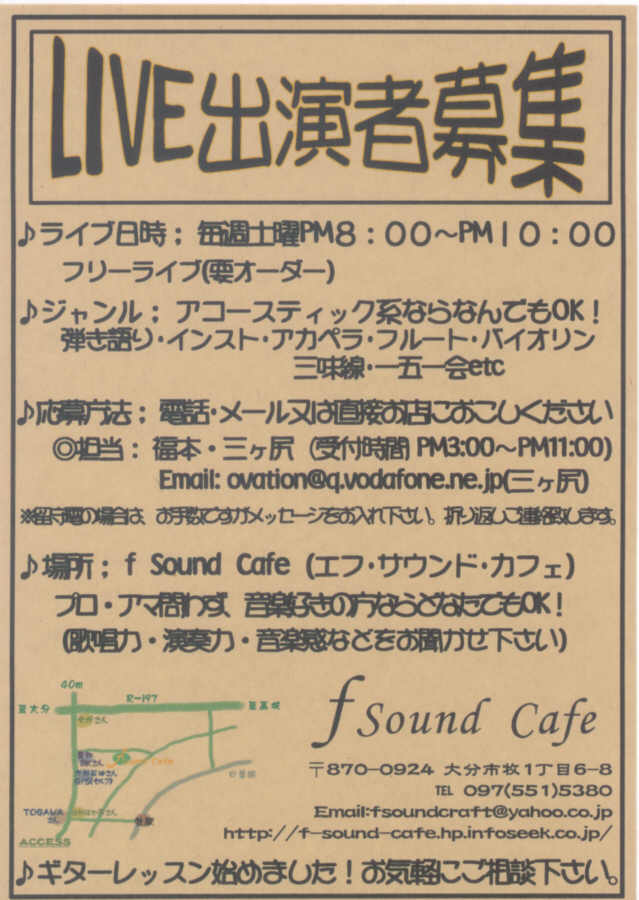 LIVE出演者募集
♪ライブ日時；毎週土曜PM8：00〜PM10：00
フリーライブ(要オーダー)
♪ジャンル；アコースティック系ならなんでもOK！
弾き語り・インスト・アカペラ・フルート・バイオリン
三味線・一五一会etc
♪応募方法；電話・メール又は直接お店におこしください
◎担当：福本・三ヶ尻（受付時間 PM3:00〜PM11:00)
Email: ovation@q.vodafone.ne.jp(三ヶ尻)
※留守電の場合は、お手数ですがメッセージをお入れ下さい。折り返しご連絡致します。
♪場所；f Sound Cafe（エフ・サウンド・カフェ）
プロ・アマ問わず、音楽好きの方ならどなたでもOK！
(歌唱力・演奏力・音楽感などをお聞かせ下さい)
40m
至大分 R-197 至高城
TOGAWAさん
牧駅
ACCESS
f Sound Cafe
〒870-0924 大分市牧1丁目6-8
TEL 097(551)5380
Email:fsoundcraft@yahoo.co.jp
http://f-sound-cafe.hp.infoseek.co.jp/
♪ギターレッスン始めました！お気軽にご相談下さい。